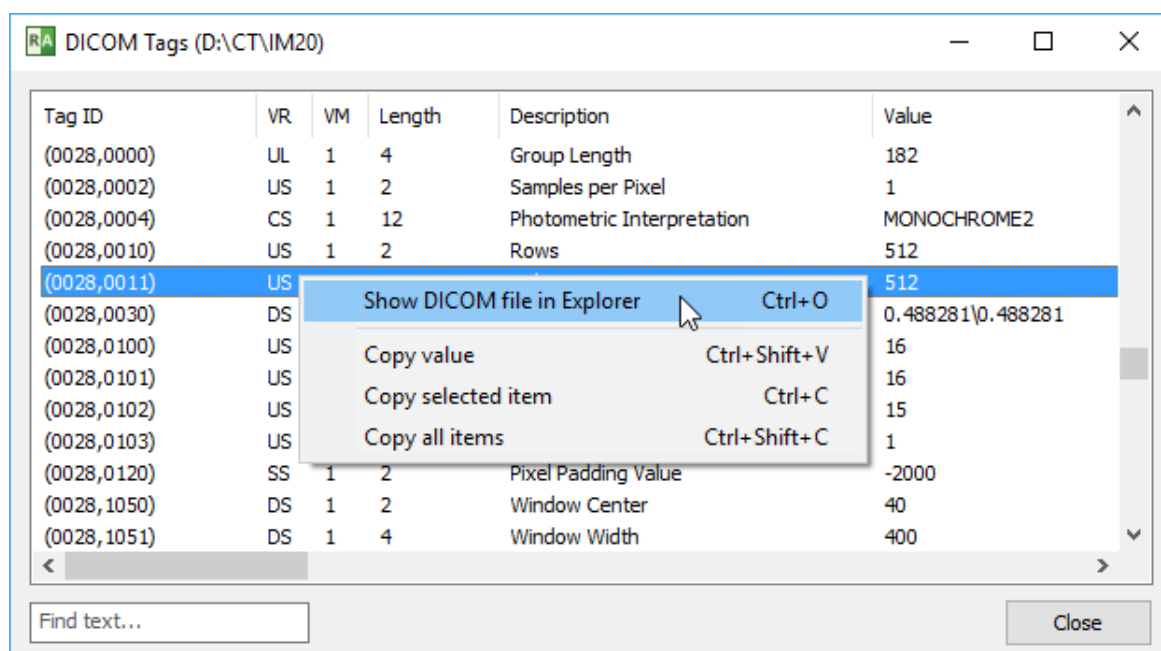 RA DICOM Tags (D:\CT\IM20)
Tag ID VR VM Length Description Value
(0028,0000) UL 1 4 Group Length 182
(0028,0002) US 1 2 Samples per Pixel 1
(0028,0004) CS 1 12 Photometric Interpretation MONOCHROME2
(0028,0010) US 1 2 Rows 512
(0028,0011) US 512
Show DICOM file in Explorer Ctrl+O
(0028,0030) DS 0.488281\0.488281
(0028,0100) US 16
Copy value Ctrl+Shift+V
(0028,0101) US 16
Copy selected item Ctrl+C
(0028,0102) US 15
Copy all items Ctrl+Shift+C
(0028,0103) US 1
(0028,0120) SS 1 2 Pixel Padding Value -2000
(0028,1050) DS 1 2 Window Center 40
(0028,1051) DS 1 4 Window Width 400
Find text...
Close